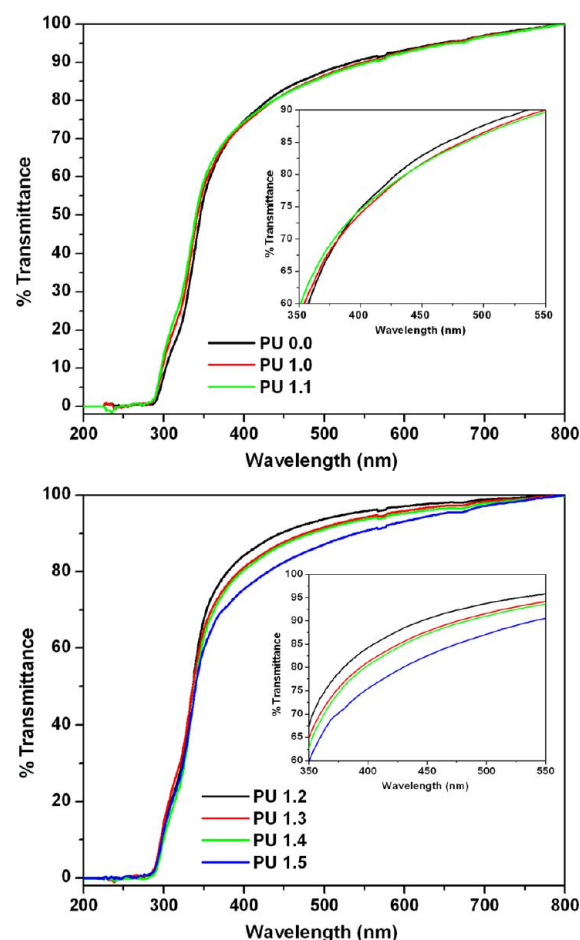 100
90
80
70
60
50
40
30
20
10
0
% Transmittance
200 300 400 500 600 700 800
Wavelength (nm)
PU 0.0
PU 1.0
PU 1.1
90
85
80
75
70
65
60
% Transmittance
350 400 450 500 550
Wavelength (nm)
100
80
60
40
20
0
% Transmittance
200 300 400 500 600 700 800
Wavelength (nm)
PU 1.2
PU 1.3
PU 1.4
PU 1.5
100
95
90
85
80
75
70
65
60
% Transmittance
350 400 450 500 550
Wavelength (nm)